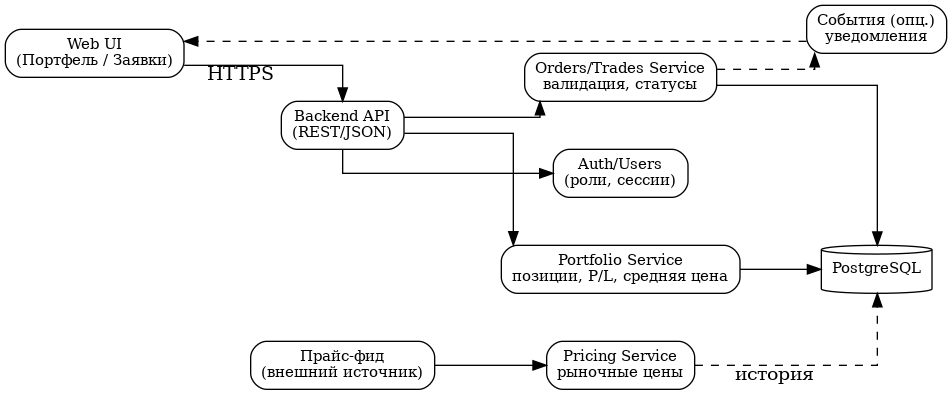 События (опц.)
уведомления
Web UI
(Портфель / Заявки)
HTTPS
Orders/Trades Service
валидация, статусы
Backend API
(REST/JSON)
Auth/Users
(роли, сессии)
Portfolio Service
позиции, P/L, средняя цена
PostgreSQL
Прайс-фид
(внешний источник)
Pricing Service
рыночные цены
история